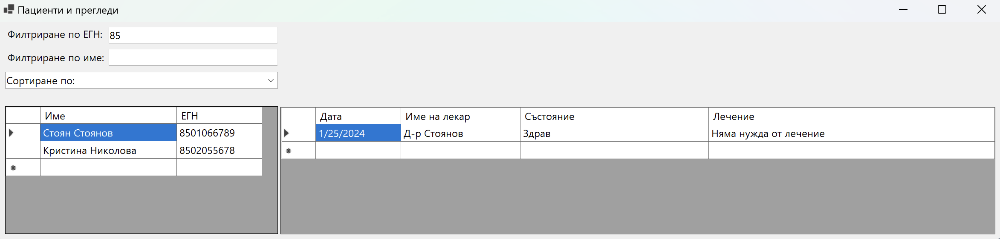 Пациенти и прегледи
Филтриране по ЕГН: 85
Филтриране по име:
Сортиране по:
Име ЕГН
Стоян Стоянов 8501066789
Кристина Николова 8502055678
Дата Име на лекар Състояние Лечение
1/25/2024 Д-р Стоянов Здрав Няма нужда от лечение